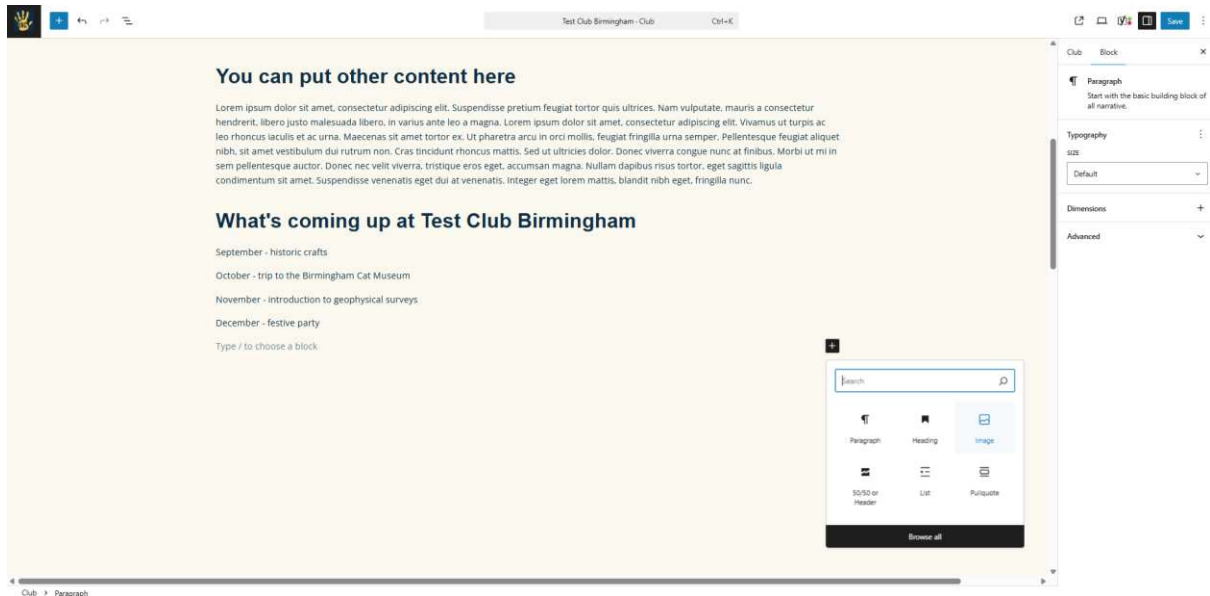 Test Club Birmingham · Club
Ctrl+K
Save
You can put other content here
Lorem ipsum dolor sit amet, consectetur adipiscing elit. Suspendisse pretium feugiat tortor quis ultrices. Nam vulputate, mauris a consectetur
hendrerit, libero justo malesuada libero, in varius ante leo a magna. Lorem ipsum dolor sit amet, consectetur adipiscing elit. Vivamus ut turpis ac
leo rhoncus iaculis et ac urna. Maecenas sit amet tortor ex. Ut pharetra arcu in orci mollis, feugiat fringilla urna semper. Pellentesque feugiat aliquet
nibh, sit amet vestibulum dui rutrum non. Cras tincidunt rhoncus mattis. Sed ut ultricies dolor. Donec viverra congue nunc at finibus. Morbi ut mi in
sem pellentesque auctor. Donec nec velit viverra, tristique eros eget, accumsan magna. Nullam dapibus risus tortor, eget sagittis ligula
condimentum sit amet. Suspendisse venenatis eget dui at venenatis. Integer eget lorem mattis, blandit nibh eget, fringilla nunc.
What's coming up at Test Club Birmingham
September - historic crafts
October - trip to the Birmingham Cat Museum
November - introduction to geophysical surveys
December - festive party
Type / to choose a block
Search
Paragraph
Heading
Image
50/50 or
Header
List
Pullquote
Browse all
Club
Block
Paragraph
Start with the basic building block of
all narrative.
Typography
SIZE
Default
Dimensions
Advanced
Club > Paragraph